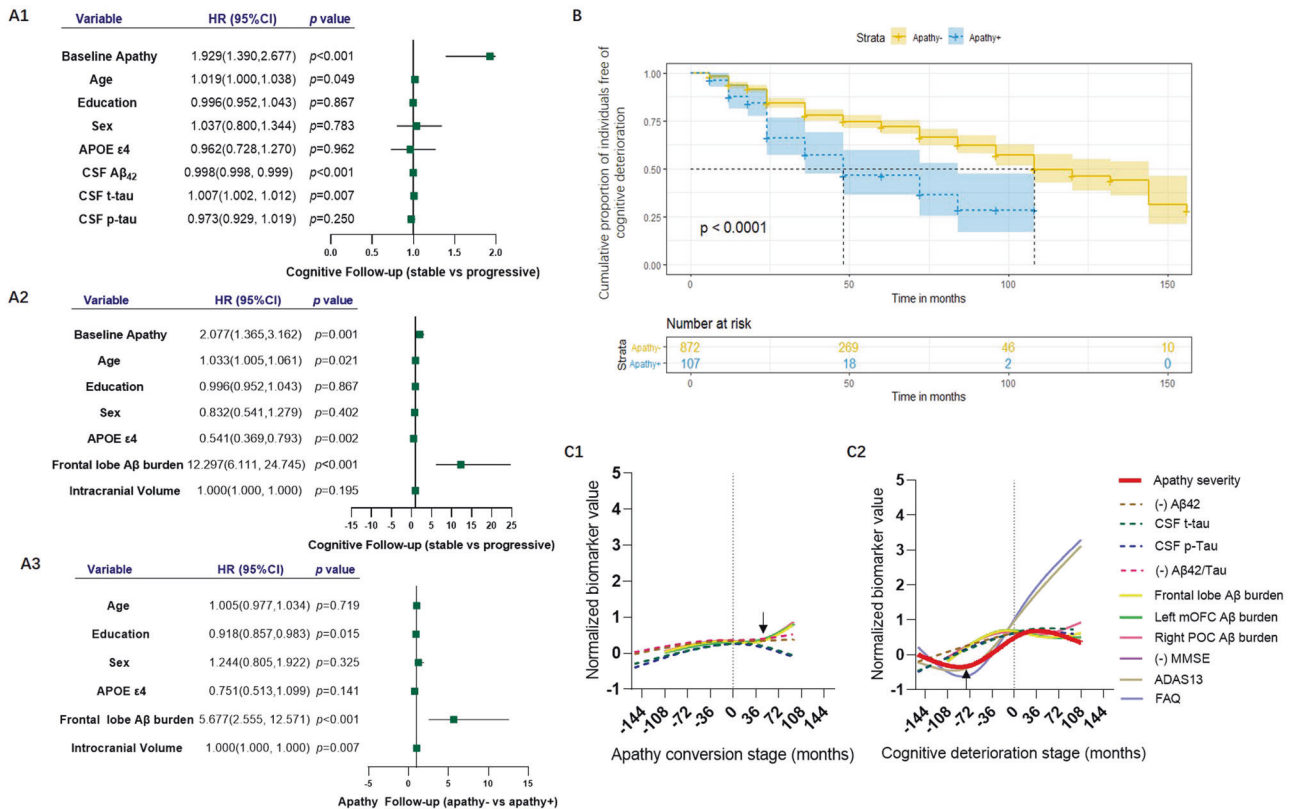 A1
Variable HR (95%CI) p value
Baseline Apathy 1.929(1.390,2.677) p<0.001
Age 1.019(1.000,1.038) p=0.049
Education 0.996(0.952,1.043) p=0.867
Sex 1.037(0.800,1.344) p=0.783
APOE ε4 0.962(0.728,1.270) p=0.962
CSF Aβ42 0.998(0.998, 0.999) p<0.001
CSF t-tau 1.007(1.002, 1.012) p=0.007
CSF p-tau 0.973(0.929, 1.019) p=0.250
0.0 0.5 1.0 1.5 2.0
Cognitive Follow-up (stable vs progressive)
A2
Variable HR (95%CI) p value
Baseline Apathy 2.077(1.365,3.162) p=0.001
Age 1.033(1.005,1.061) p=0.021
Education 0.996(0.952,1.043) p=0.867
Sex 0.832(0.541,1.279) p=0.402
APOE ε4 0.541(0.369,0.793) p=0.002
Frontal lobe Aβ burden 12.297(6.111, 24.745) p<0.001
Intracranial Volume 1.000(1.000, 1.000) p=0.195
-15 -10 -5 0 5 10 15 20 25
Cognitive Follow-up (stable vs progressive)
A3
Variable HR (95%CI) p value
Age 1.005(0.977,1.034) p=0.719
Education 0.918(0.857,0.983) p=0.015
Sex 1.244(0.805,1.922) p=0.325
APOE ε4 0.751(0.513,1.099) p=0.141
Frontal lobe Aβ burden 5.677(2.555, 12.571) p<0.001
Introcranial Volume 1.000(1.000, 1.000) p=0.007
-5 0 5 10 15
Apathy Follow-up (apathy- vs apathy+)
B
Strata Apathy- Apathy+
Cumulative proportion of individuals free of
cognitive deterioration
1.00
0.75
0.50
0.25
0.00
p < 0.0001
0 50 100 150
Time in months
Number at risk
Strata
Apathy- 872 269 46 10
Apathy+ 107 18 2 0
0 50 100 150
Time in months
C1
Normalized biomarker value
5
4
3
2
1
0
-1
-144 -108 -72 -36 0 36 72 108 144
Apathy conversion stage (months)
C2
Normalized biomarker value
5
4
3
2
1
0
-1
-144 -108 -72 -36 0 36 72 108 144
Cognitive deterioration stage (months)
Apathy severity
(-) Aβ42
CSF t-tau
CSF p-Tau
(-) Aβ42/Tau
Frontal lobe Aβ burden
Left mOFC Aβ burden
Right POC Aβ burden
(-) MMSE
ADAS13
FAQ